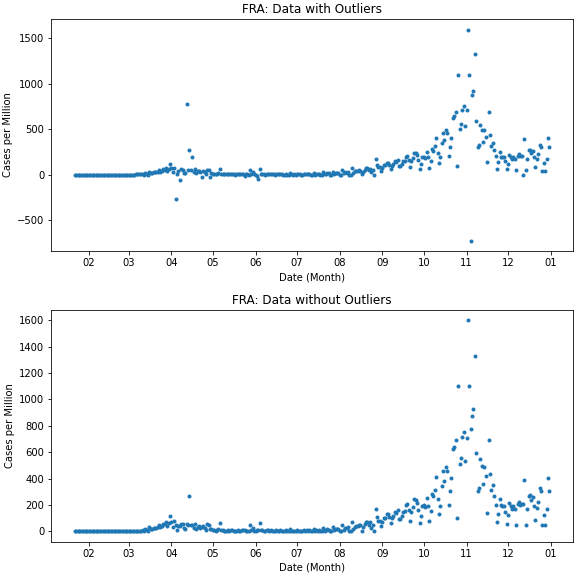 FRA: Data with Outliers
1500
1000
500
0
−500
Cases per Million
02 03 04 05 06 07 08 09 10 11 12 01
Date (Month)
FRA: Data without Outliers
1600
1400
1200
1000
800
600
400
200
0
Cases per Million
02 03 04 05 06 07 08 09 10 11 12 01
Date (Month)